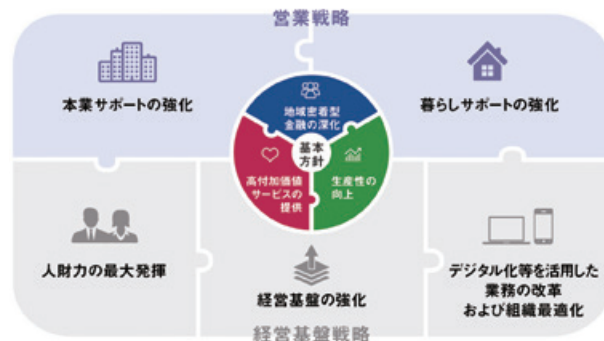 営業戦略
本業サポートの強化
暮らしサポートの強化
地域密着型
金融の深化
基本
方針
高付加価値
サービスの
提供
生産性の
向上
人財力の最大発揮
経営基盤の強化
デジタル化等を活用した
業務の改革
および組織最適化
経営基盤戦略